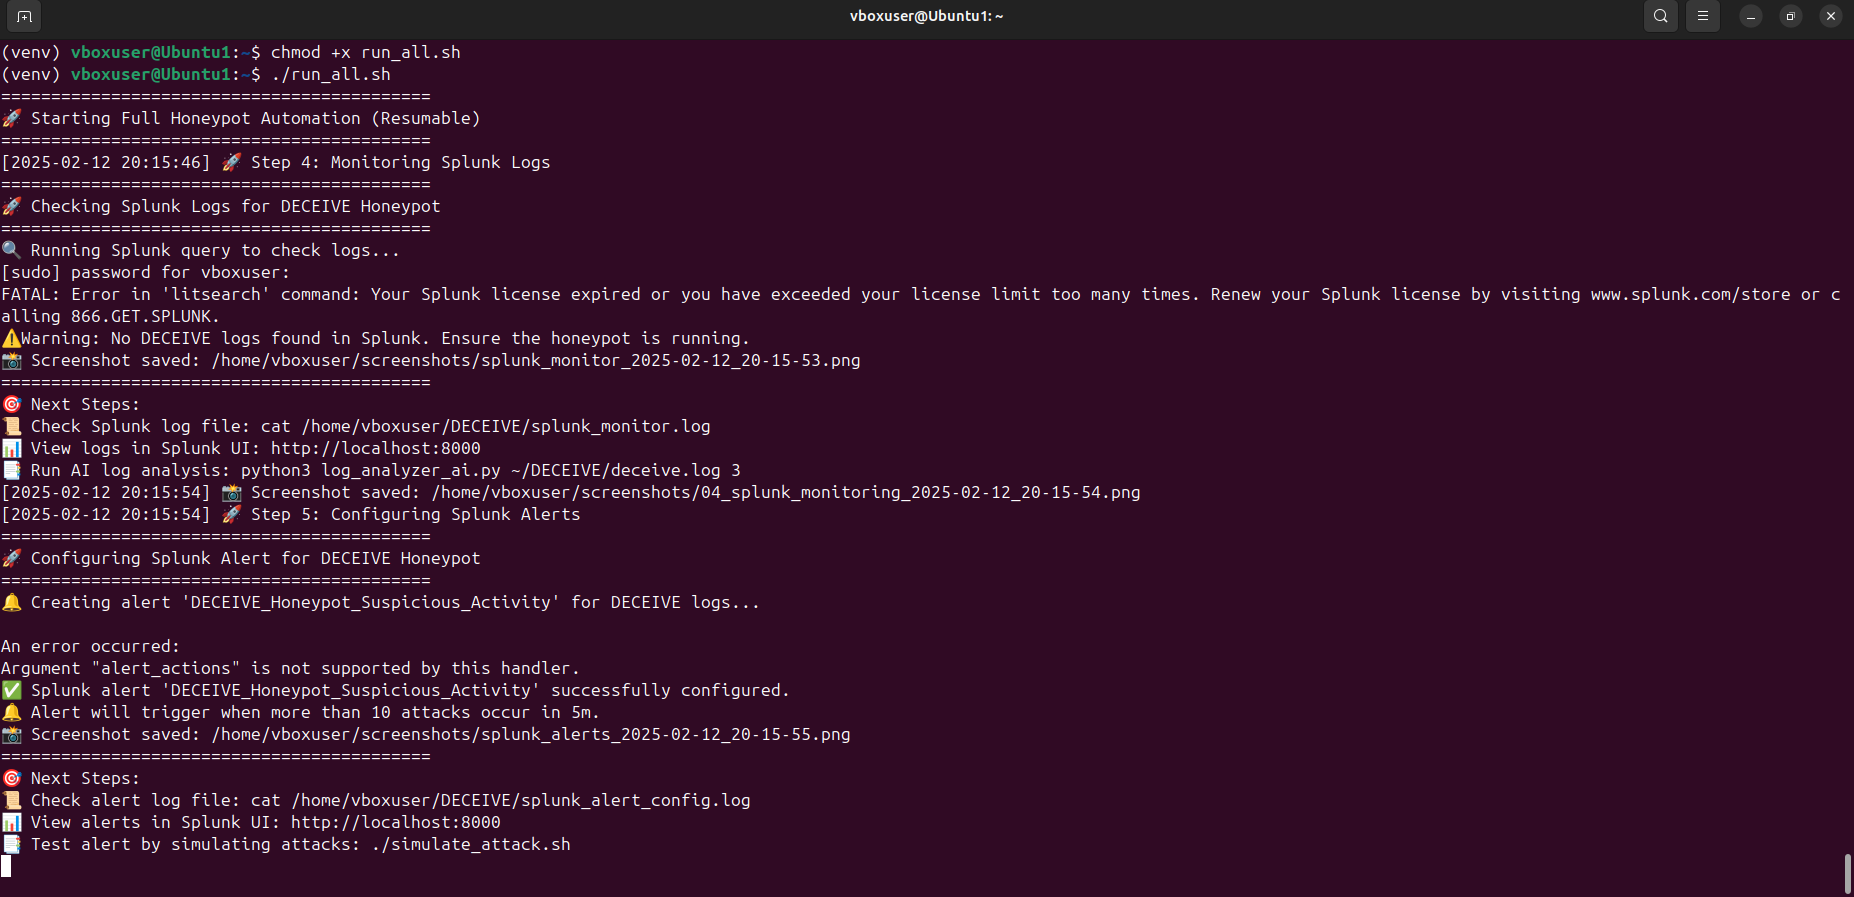 vboxuser@Ubuntu1: ~
(venv) vboxuser@Ubuntu1:~$ chmod +x run_all.sh
(venv) vboxuser@Ubuntu1:~$ ./run_all.sh
===========================================
🚀 Starting Full Honeypot Automation (Resumable)
===========================================
[2025-02-12 20:15:46] 🚀 Step 4: Monitoring Splunk Logs
===========================================
🚀 Checking Splunk Logs for DECEIVE Honeypot
===========================================
🔍 Running Splunk query to check logs...
[sudo] password for vboxuser:
FATAL: Error in 'litsearch' command: Your Splunk license expired or you have exceeded your license limit too many times. Renew your Splunk license by visiting www.splunk.com/store or c
alling 866.GET.SPLUNK.
⚠️Warning: No DECEIVE logs found in Splunk. Ensure the honeypot is running.
📸 Screenshot saved: /home/vboxuser/screenshots/splunk_monitor_2025-02-12_20-15-53.png
===========================================
🎯 Next Steps:
📜 Check Splunk log file: cat /home/vboxuser/DECEIVE/splunk_monitor.log
📊 View logs in Splunk UI: http://localhost:8000
📑 Run AI log analysis: python3 log_analyzer_ai.py ~/DECEIVE/deceive.log 3
[2025-02-12 20:15:54] 📸 Screenshot saved: /home/vboxuser/screenshots/04_splunk_monitoring_2025-02-12_20-15-54.png
[2025-02-12 20:15:54] 🚀 Step 5: Configuring Splunk Alerts
===========================================
🚀 Configuring Splunk Alert for DECEIVE Honeypot
===========================================
🔔 Creating alert 'DECEIVE_Honeypot_Suspicious_Activity' for DECEIVE logs...
An error occurred:
Argument "alert_actions" is not supported by this handler.
✅ Splunk alert 'DECEIVE_Honeypot_Suspicious_Activity' successfully configured.
🔔 Alert will trigger when more than 10 attacks occur in 5m.
📸 Screenshot saved: /home/vboxuser/screenshots/splunk_alerts_2025-02-12_20-15-55.png
===========================================
🎯 Next Steps:
📜 Check alert log file: cat /home/vboxuser/DECEIVE/splunk_alert_config.log
📊 View alerts in Splunk UI: http://localhost:8000
📑 Test alert by simulating attacks: ./simulate_attack.sh